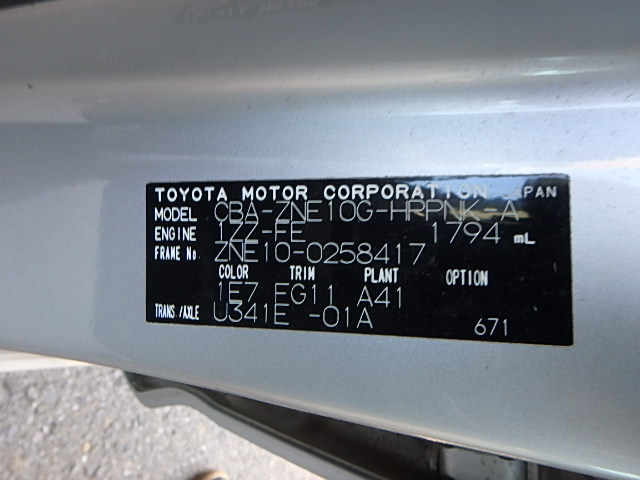 TOYOTA MOTOR CORPORATION JAPAN
MODEL CBA-ZNE10G-HRPNK-A
ENGINE 1ZZ-FE 1794 mL
FRAME No. ZNE10-0258417
COLOR TRIM PLANT OPTION
1E7 EG11 A41
TRANS./AXLE U341E -01A
671